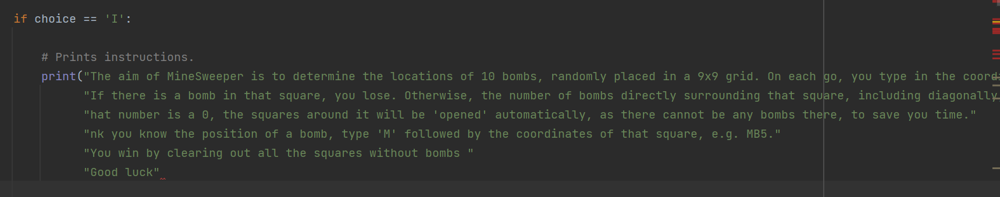 if choice == 'I':
# Prints instructions.
print("The aim of MineSweeper is to determine the locations of 10 bombs, randomly placed in a 9x9 grid. On each go, you type in the
"If there is a bomb in that square, you lose. Otherwise, the number of bombs directly surrounding that square, including diagonally
"hat number is a 0, the squares around it will be 'opened' automatically, as there cannot be any bombs there, to save you time."
"nk you know the position of a bomb, type 'M' followed by the coordinates of that square, e.g. MB5."
"You win by clearing out all the squares without bombs "
"Good luck"